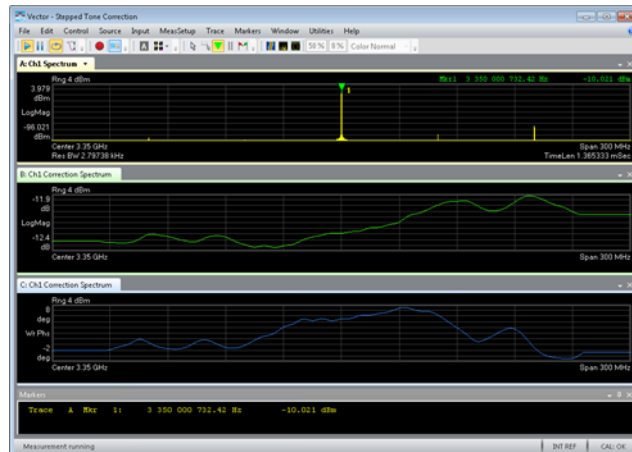 Vector - Stepped Tone Correction
File Edit Control Source Input MeasSetup Trace Markers Window Utilities Help
50% 8% Color Normal
A: Ch1 Spectrum
Rng 4 dBm
Mkr1 3 350 000 732.42 Hz -10.021 dBm
3.979
dBm
LogMag
-96.021
dBm
1
Center 3.35 GHz
Span 300 MHz
Res BW 2.79738 kHz
TimeLen 1.365333 mSec
B: Ch1 Correction Spectrum
Rng 4 dBm
-11.9
dB
LogMag
-12.4
dB
Center 3.35 GHz
Span 300 MHz
C: Ch1 Correction Spectrum
Rng 4 dBm
8
deg
Wr Phs
-2
deg
Center 3.35 GHz
Span 300 MHz
Markers
Trace A Mkr 1: 3 350 000 732.42 Hz -10.021 dBm
Measurement running
INT REF
CAL: OK